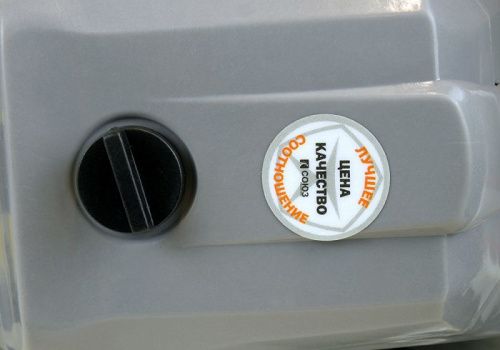 ЛУЧШЕЕ
ЦЕНА
КАЧЕСТВО
СОЮЗ
СООТНОШЕНИЕ